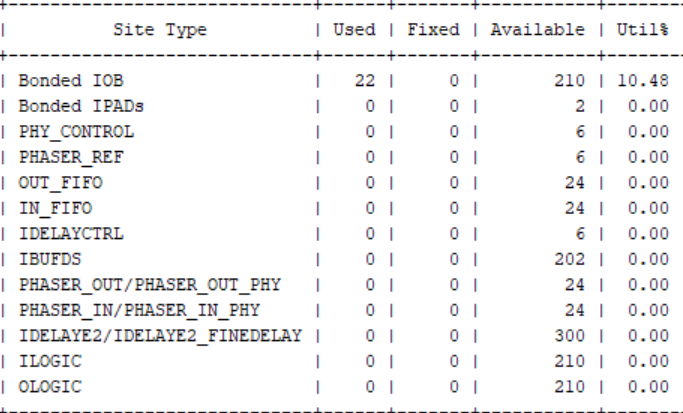 | Site Type | Used | Fixed | Available | Util%
| Bonded IOB | 22 | 0 | 210 | 10.48
| Bonded IPADs | 0 | 0 | 2 | 0.00
| PHY_CONTROL | 0 | 0 | 6 | 0.00
| PHASER_REF | 0 | 0 | 6 | 0.00
| OUT_FIFO | 0 | 0 | 24 | 0.00
| IN_FIFO | 0 | 0 | 24 | 0.00
| IDELAYCTRL | 0 | 0 | 6 | 0.00
| IBUFDS | 0 | 0 | 202 | 0.00
| PHASER_OUT/PHASER_OUT_PHY | 0 | 0 | 24 | 0.00
| PHASER_IN/PHASER_IN_PHY | 0 | 0 | 24 | 0.00
| IDELAYE2/IDELAYE2_FINEDELAY | 0 | 0 | 300 | 0.00
| ILOGIC | 0 | 0 | 210 | 0.00
| OLOGIC | 0 | 0 | 210 | 0.00